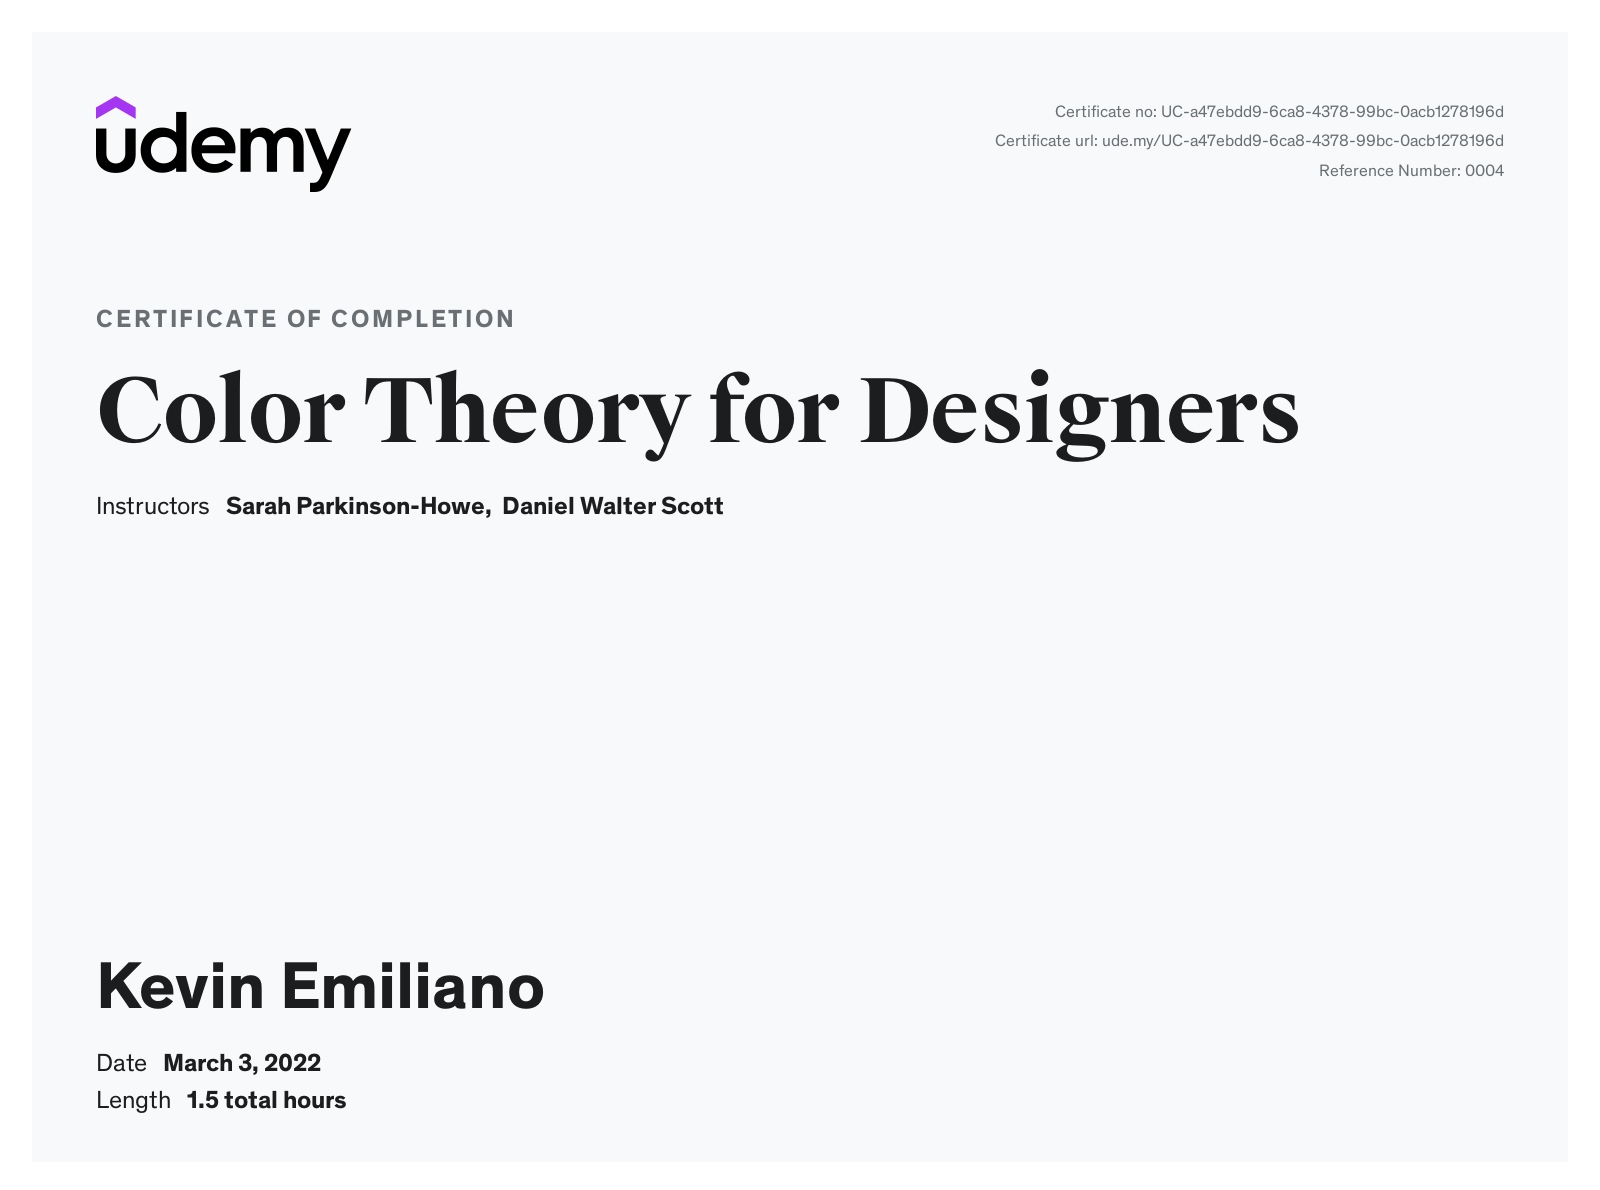 udemy
Certificate no: UC-a47ebdd9-6ca8-4378-99bc-0acb1278196d
Certificate url: ude.my/UC-a47ebdd9-6ca8-4378-99bc-0acb1278196d
Reference Number: 0004
CERTIFICATE OF COMPLETION
Color Theory for Designers
Instructors Sarah Parkinson-Howe, Daniel Walter Scott
Kevin Emiliano
Date March 3, 2022
Length 1.5 total hours